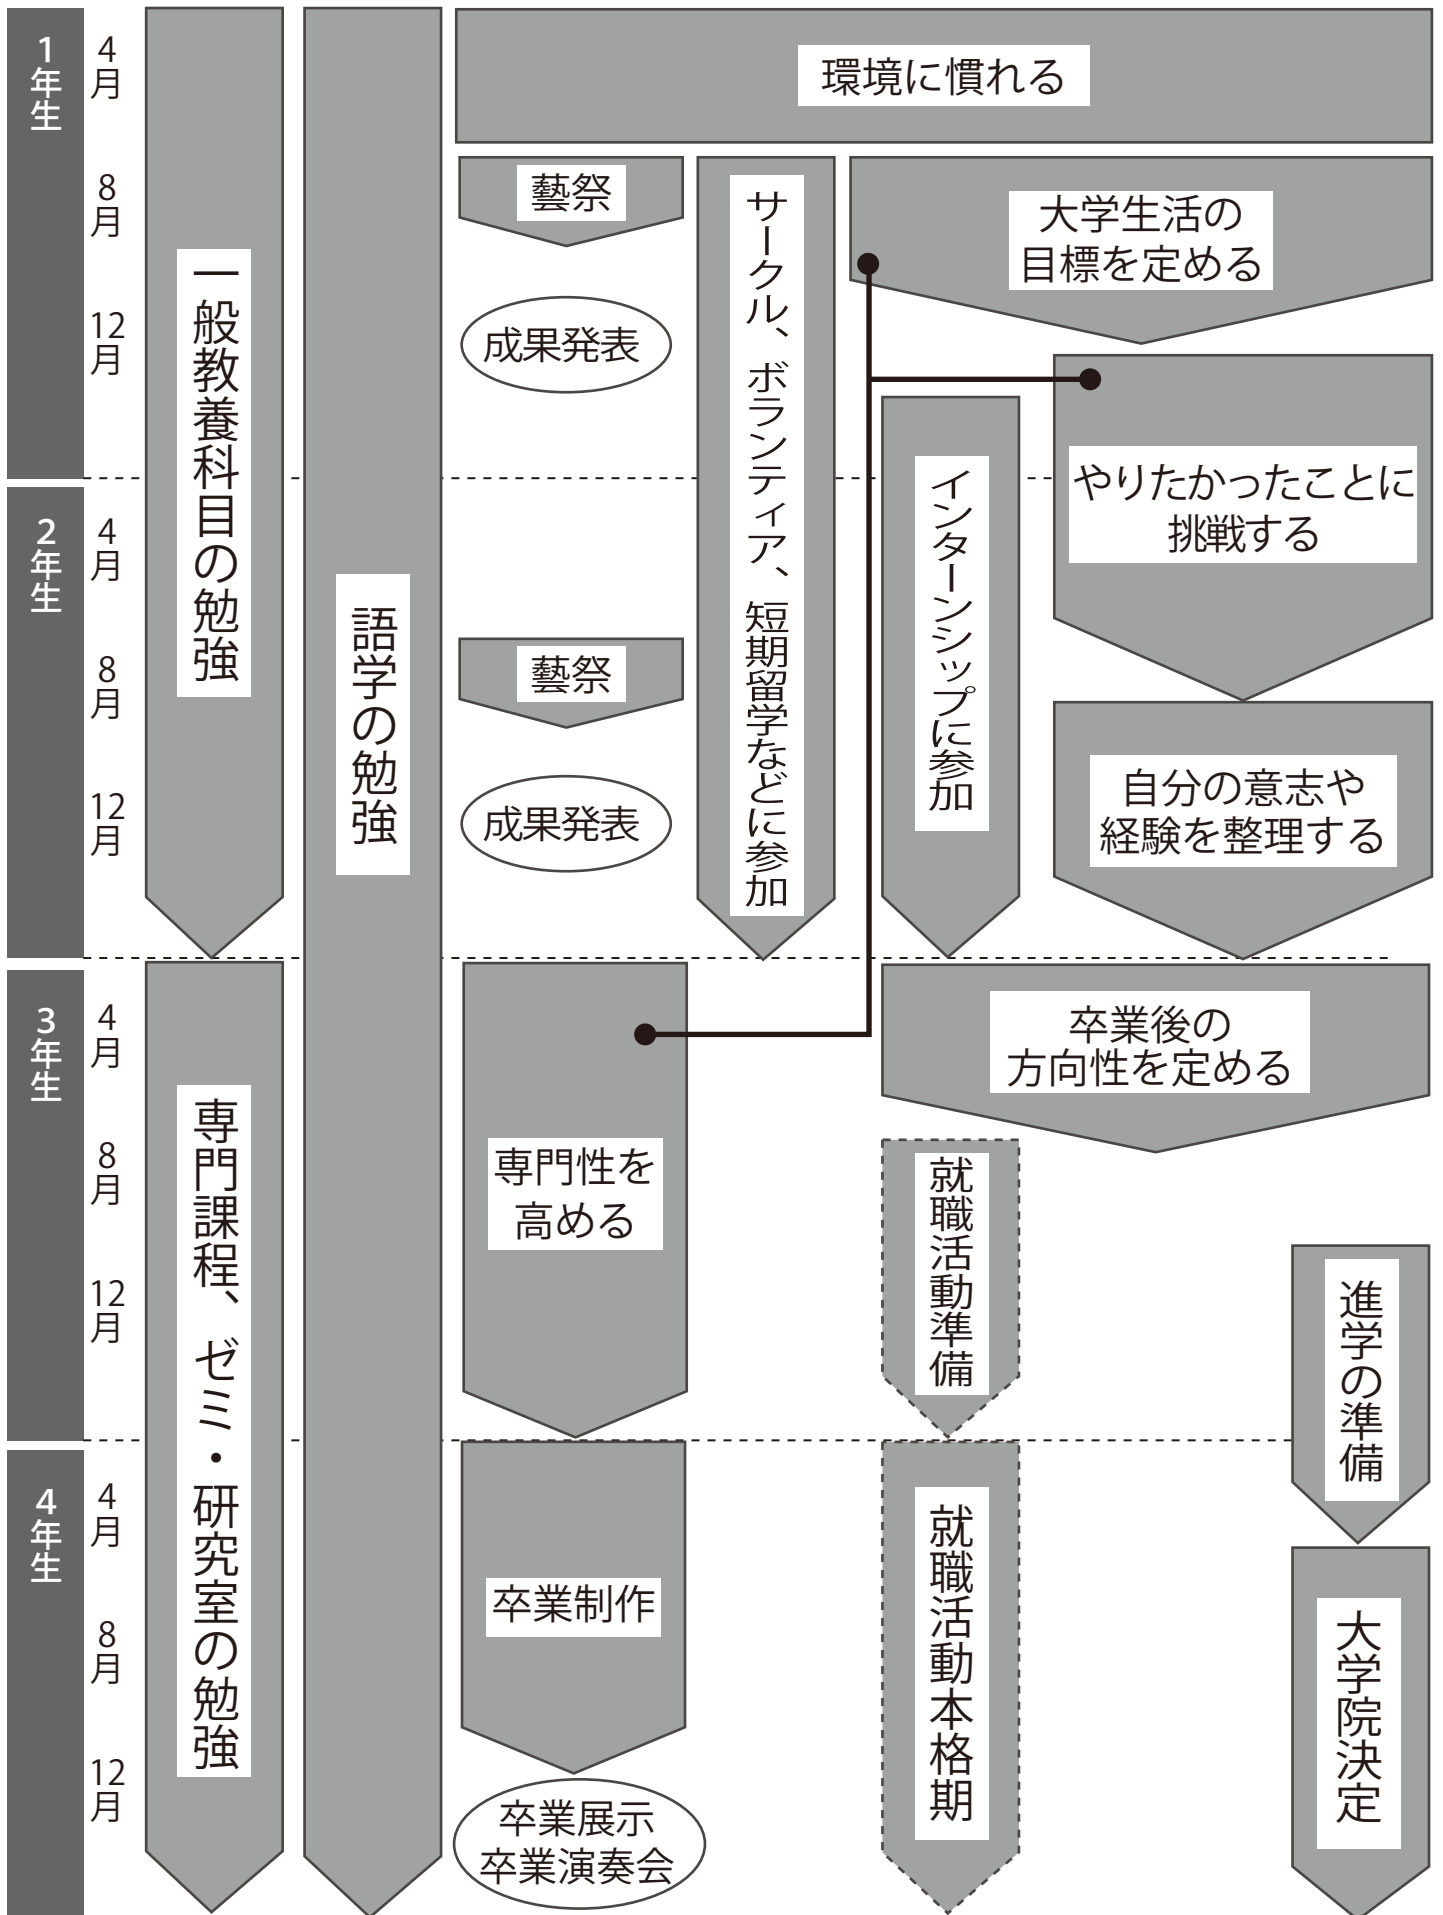 1年生
4月
8月
12月
2年生
4月
8月
12月
3年生
4月
8月
12月
4年生
4月
8月
12月
一般教養科目の勉強
専門課程、ゼミ・研究室の勉強
語学の勉強
環境に慣れる
藝祭
成果発表
サークル、ボランティア、短期留学などに参加
大学生活の
目標を定める
インターンシップに参加
やりたかったことに
挑戦する
藝祭
成果発表
自分の意志や
経験を整理する
専門性を
高める
卒業後の
方向性を定める
就職活動準備
進学の準備
卒業制作
就職活動本格期
大学院決定
卒業展示
卒業演奏会